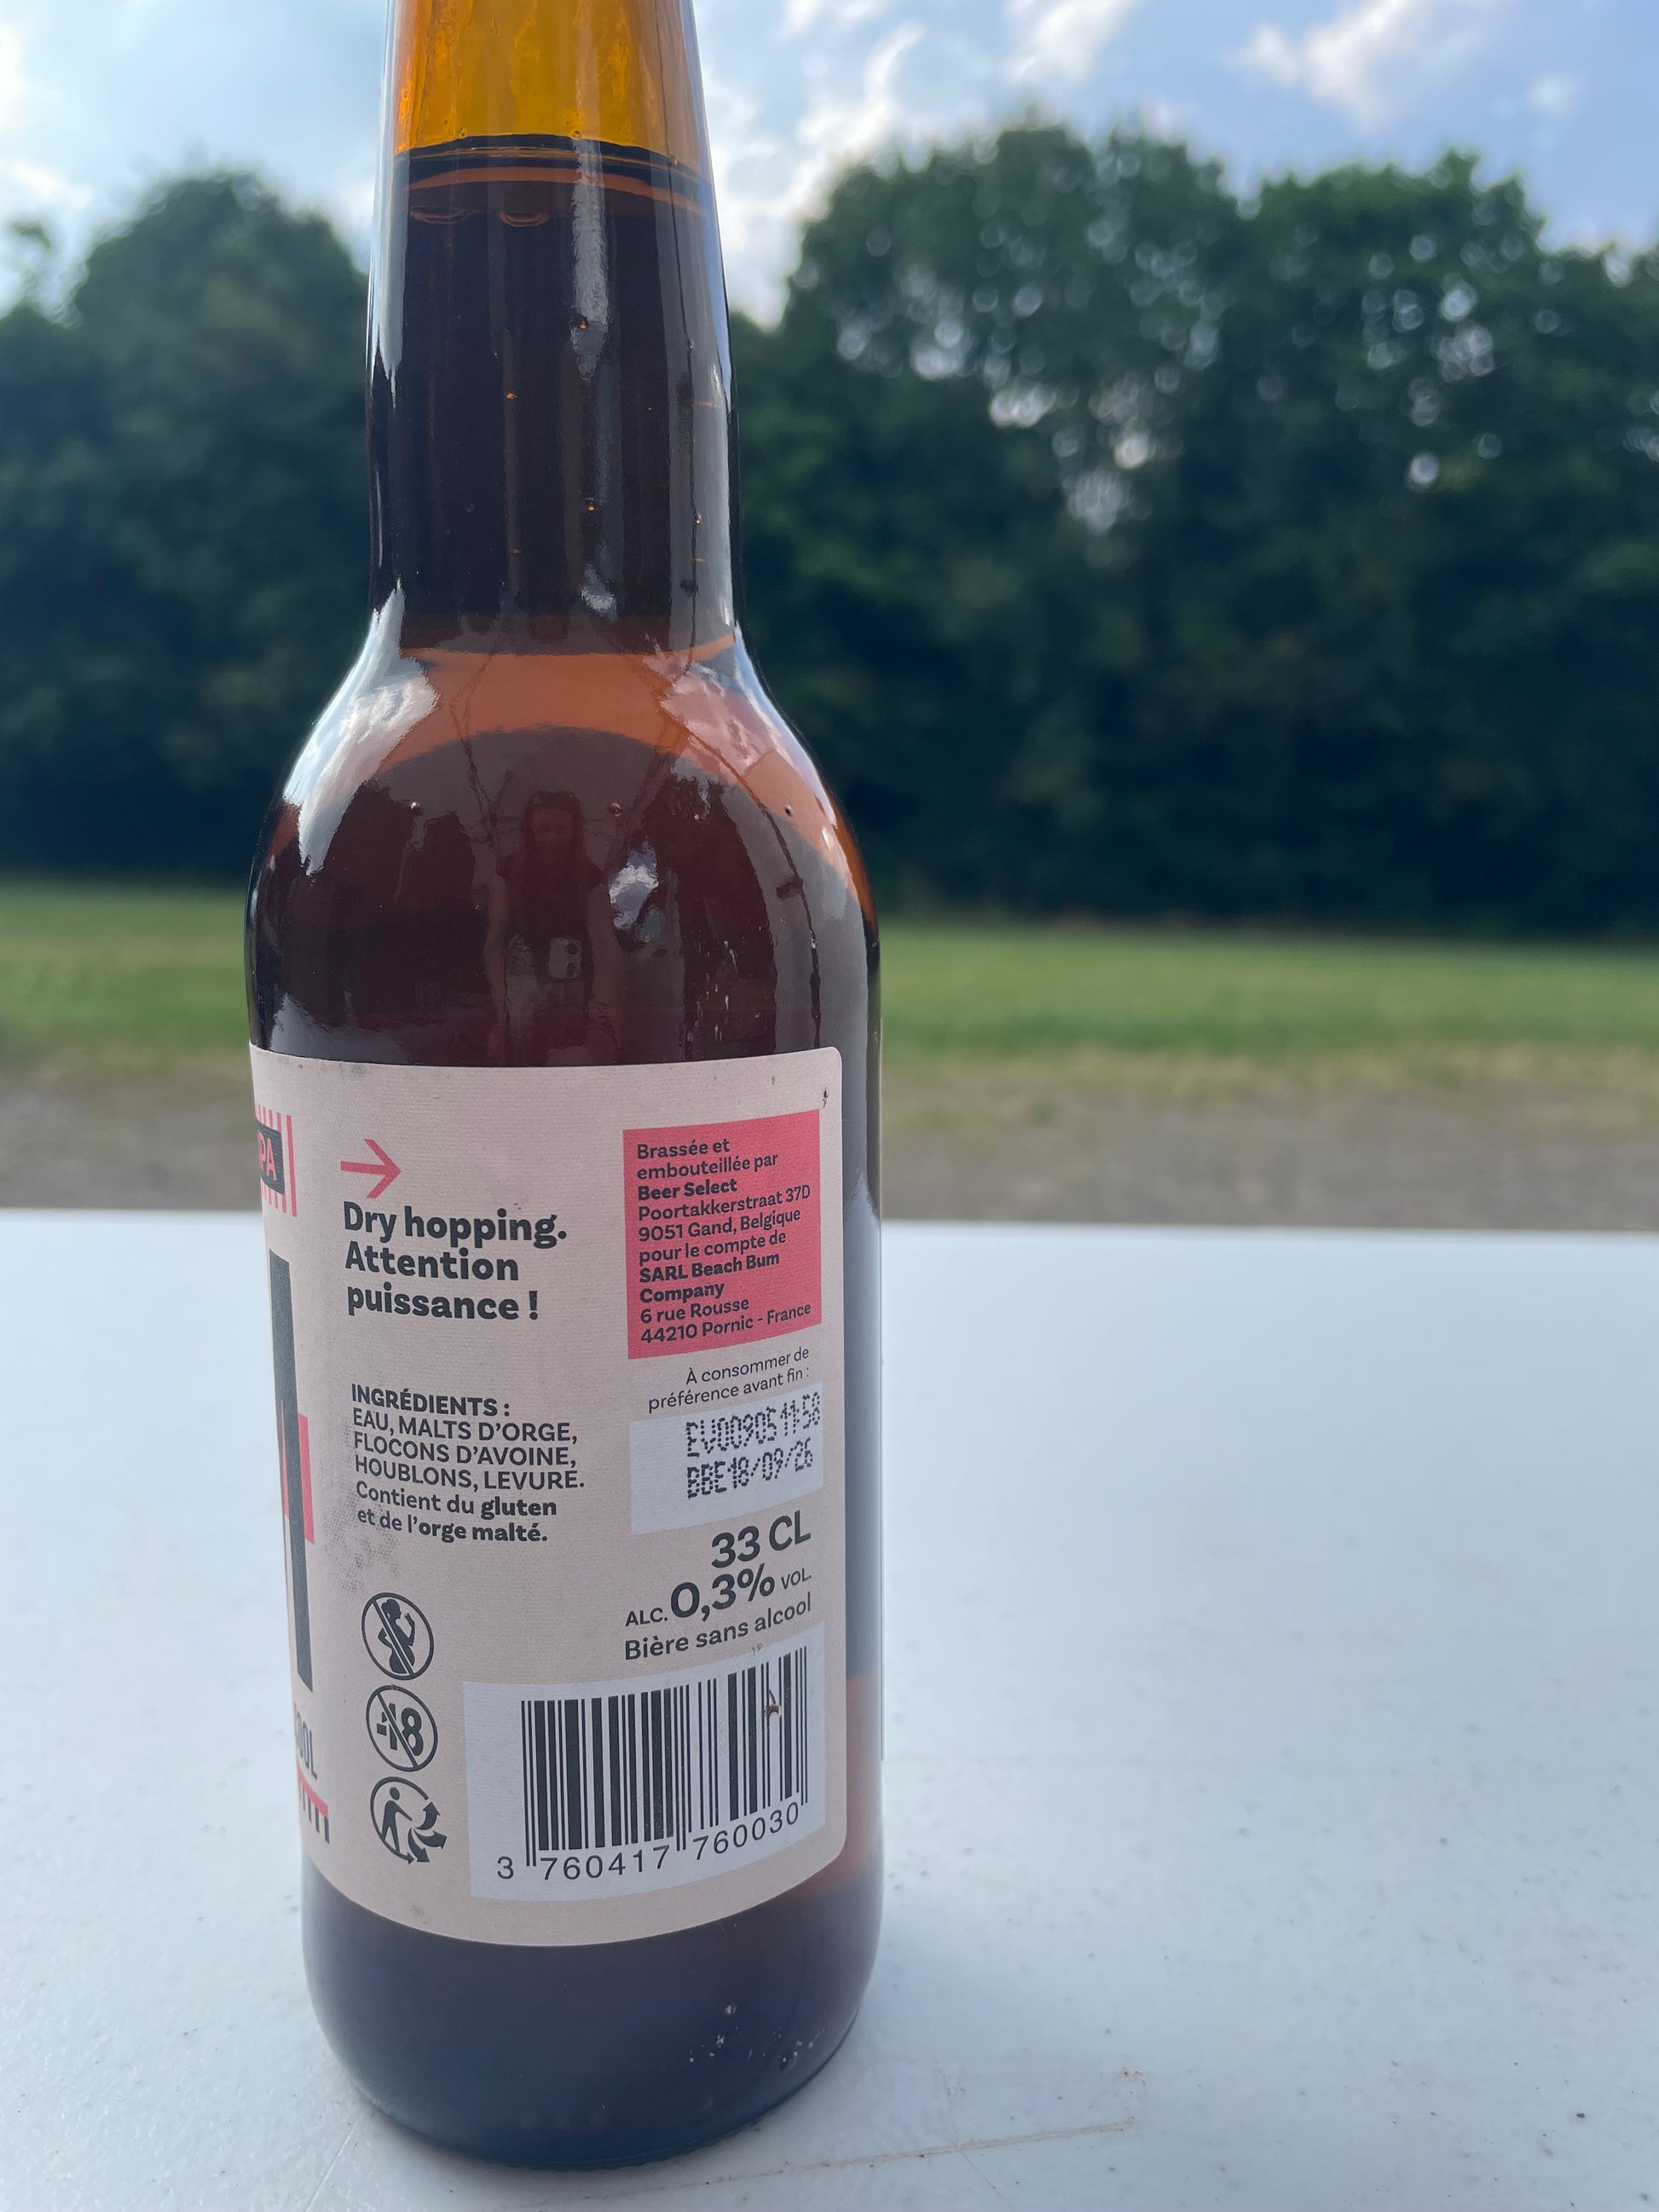 IPA
Dry hopping.
Attention
puissance !
INGRÉDIENTS :
EAU, MALTS D'ORGE,
FLOCONS D'AVOINE,
HOUBLONS, LEVURE.
Contient du gluten
et de l'orge malté.
-18
Brassée et
embouteillée par
Beer Select
Poortakkerstraat 37D
9051 Gand, Belgique
pour le compte de
SARL Beach Bum
Company
6 rue Rousse
44210 Pornic - France
À consommer de
préférence avant fin :
EV00905 11:58
BBE18/09/26
33 CL
ALC. 0,3% VOL.
Bière sans alcool
3 760417 760030